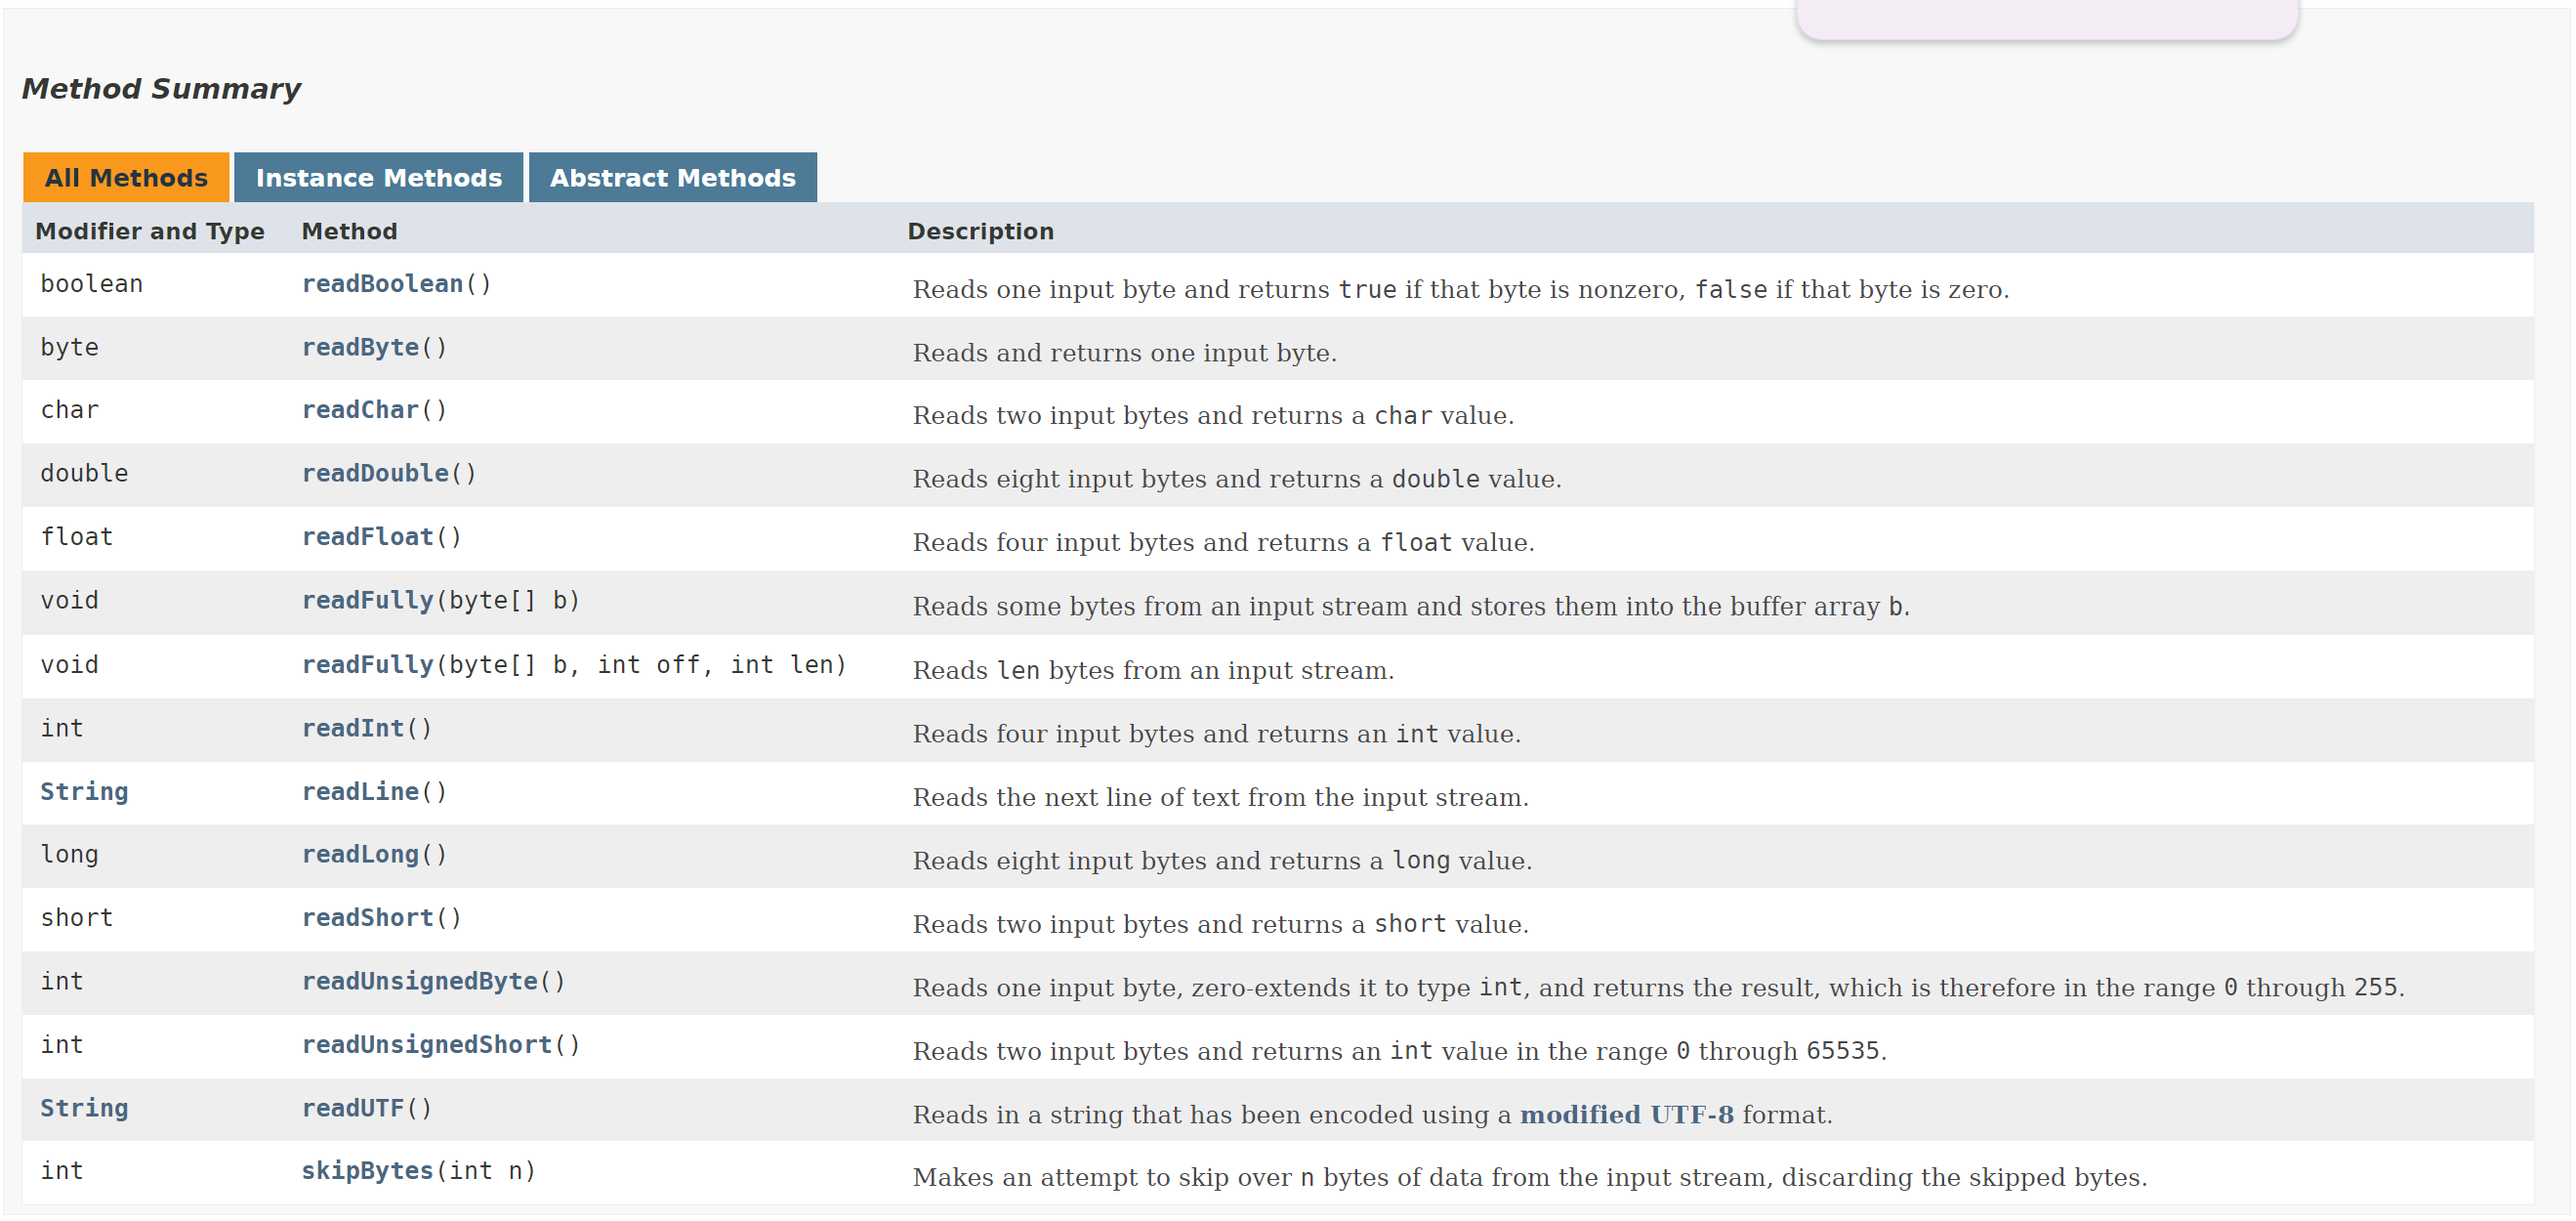 Method Summary
All Methods Instance Methods Abstract Methods
Modifier and Type Method Description
boolean readBoolean() Reads one input byte and returns true if that byte is nonzero, false if that byte is zero.
byte readByte() Reads and returns one input byte.
char readChar() Reads two input bytes and returns a char value.
double readDouble() Reads eight input bytes and returns a double value.
float readFloat() Reads four input bytes and returns a float value.
void readFully(byte[] b) Reads some bytes from an input stream and stores them into the buffer array b.
void readFully(byte[] b, int off, int len) Reads len bytes from an input stream.
int readInt() Reads four input bytes and returns an int value.
String readLine() Reads the next line of text from the input stream.
long readLong() Reads eight input bytes and returns a long value.
short readShort() Reads two input bytes and returns a short value.
int readUnsignedByte() Reads one input byte, zero-extends it to type int, and returns the result, which is therefore in the range 0 through 255.
int readUnsignedShort() Reads two input bytes and returns an int value in the range 0 through 65535.
String readUTF() Reads in a string that has been encoded using a modified UTF-8 format.
int skipBytes(int n) Makes an attempt to skip over n bytes of data from the input stream, discarding the skipped bytes.